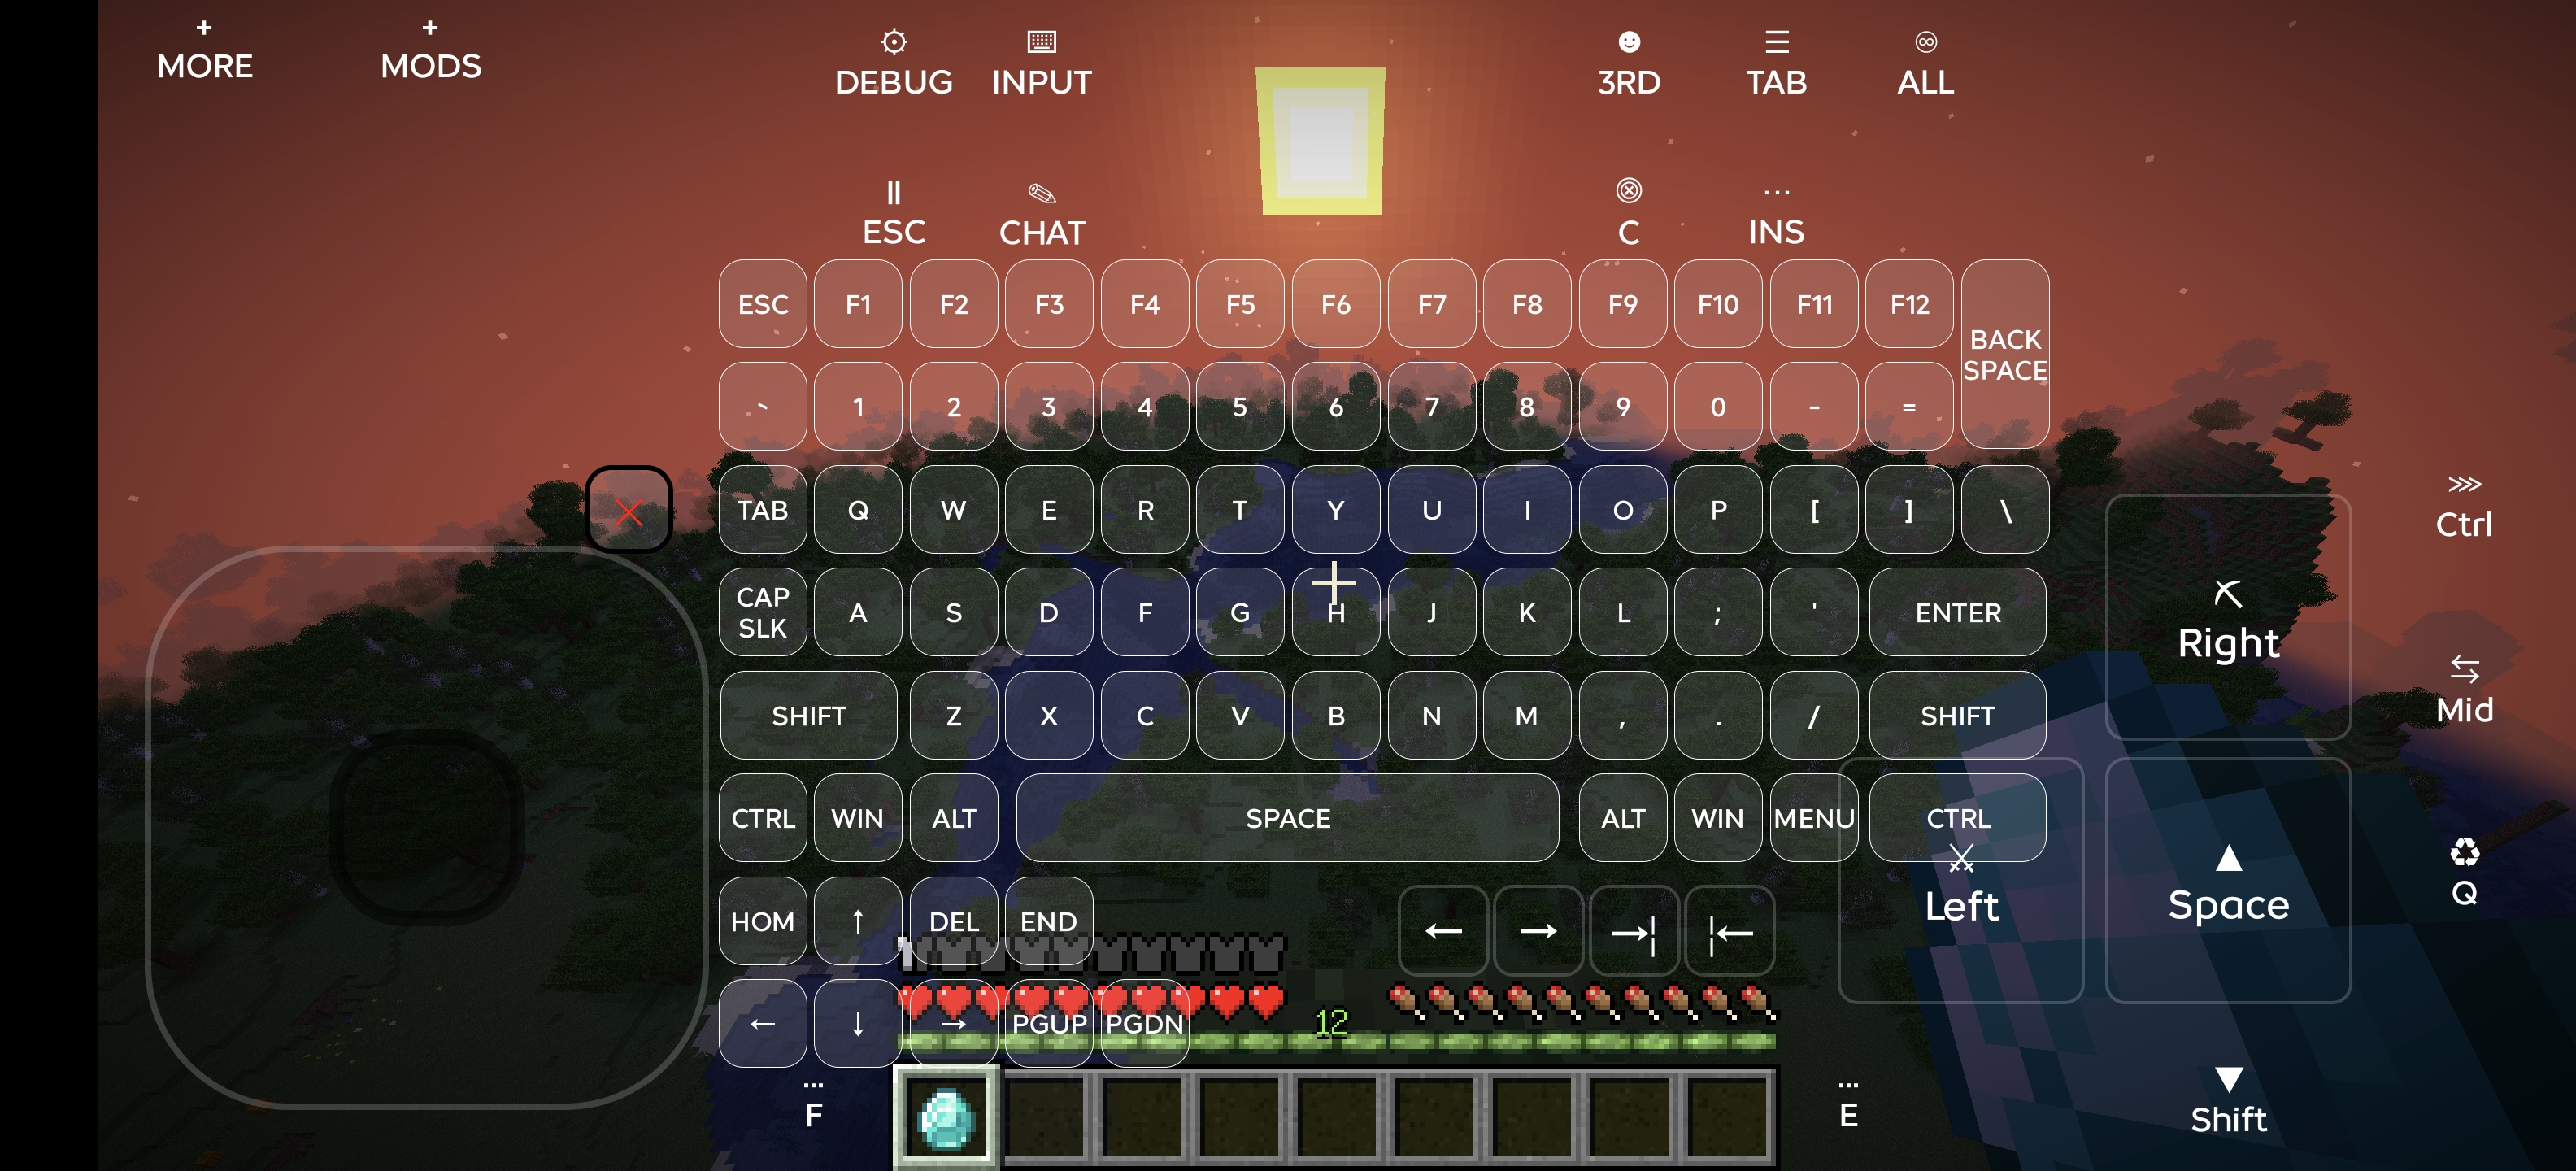 + +
MORE MODS
DEBUG INPUT 3RD TAB ALL
ESC CHAT C INS
ESC F1 F2 F3 F4 F5 F6 F7 F8 F9 F10 F11 F12
BACK
SPACE
` 1 2 3 4 5 6 7 8 9 0 - =
TAB Q W E R T Y U I O P [ ] \
Ctrl
CAP
SLK
A S D F G H J K L ; ' ENTER
Right
SHIFT Z X C V B N M , . / SHIFT
Mid
CTRL WIN ALT SPACE ALT WIN MENU CTRL
Left Space Q
HOM ↑ DEL END ← → →¦ ¦←
← ↓ → PGUP PGDN
12
F E Shift